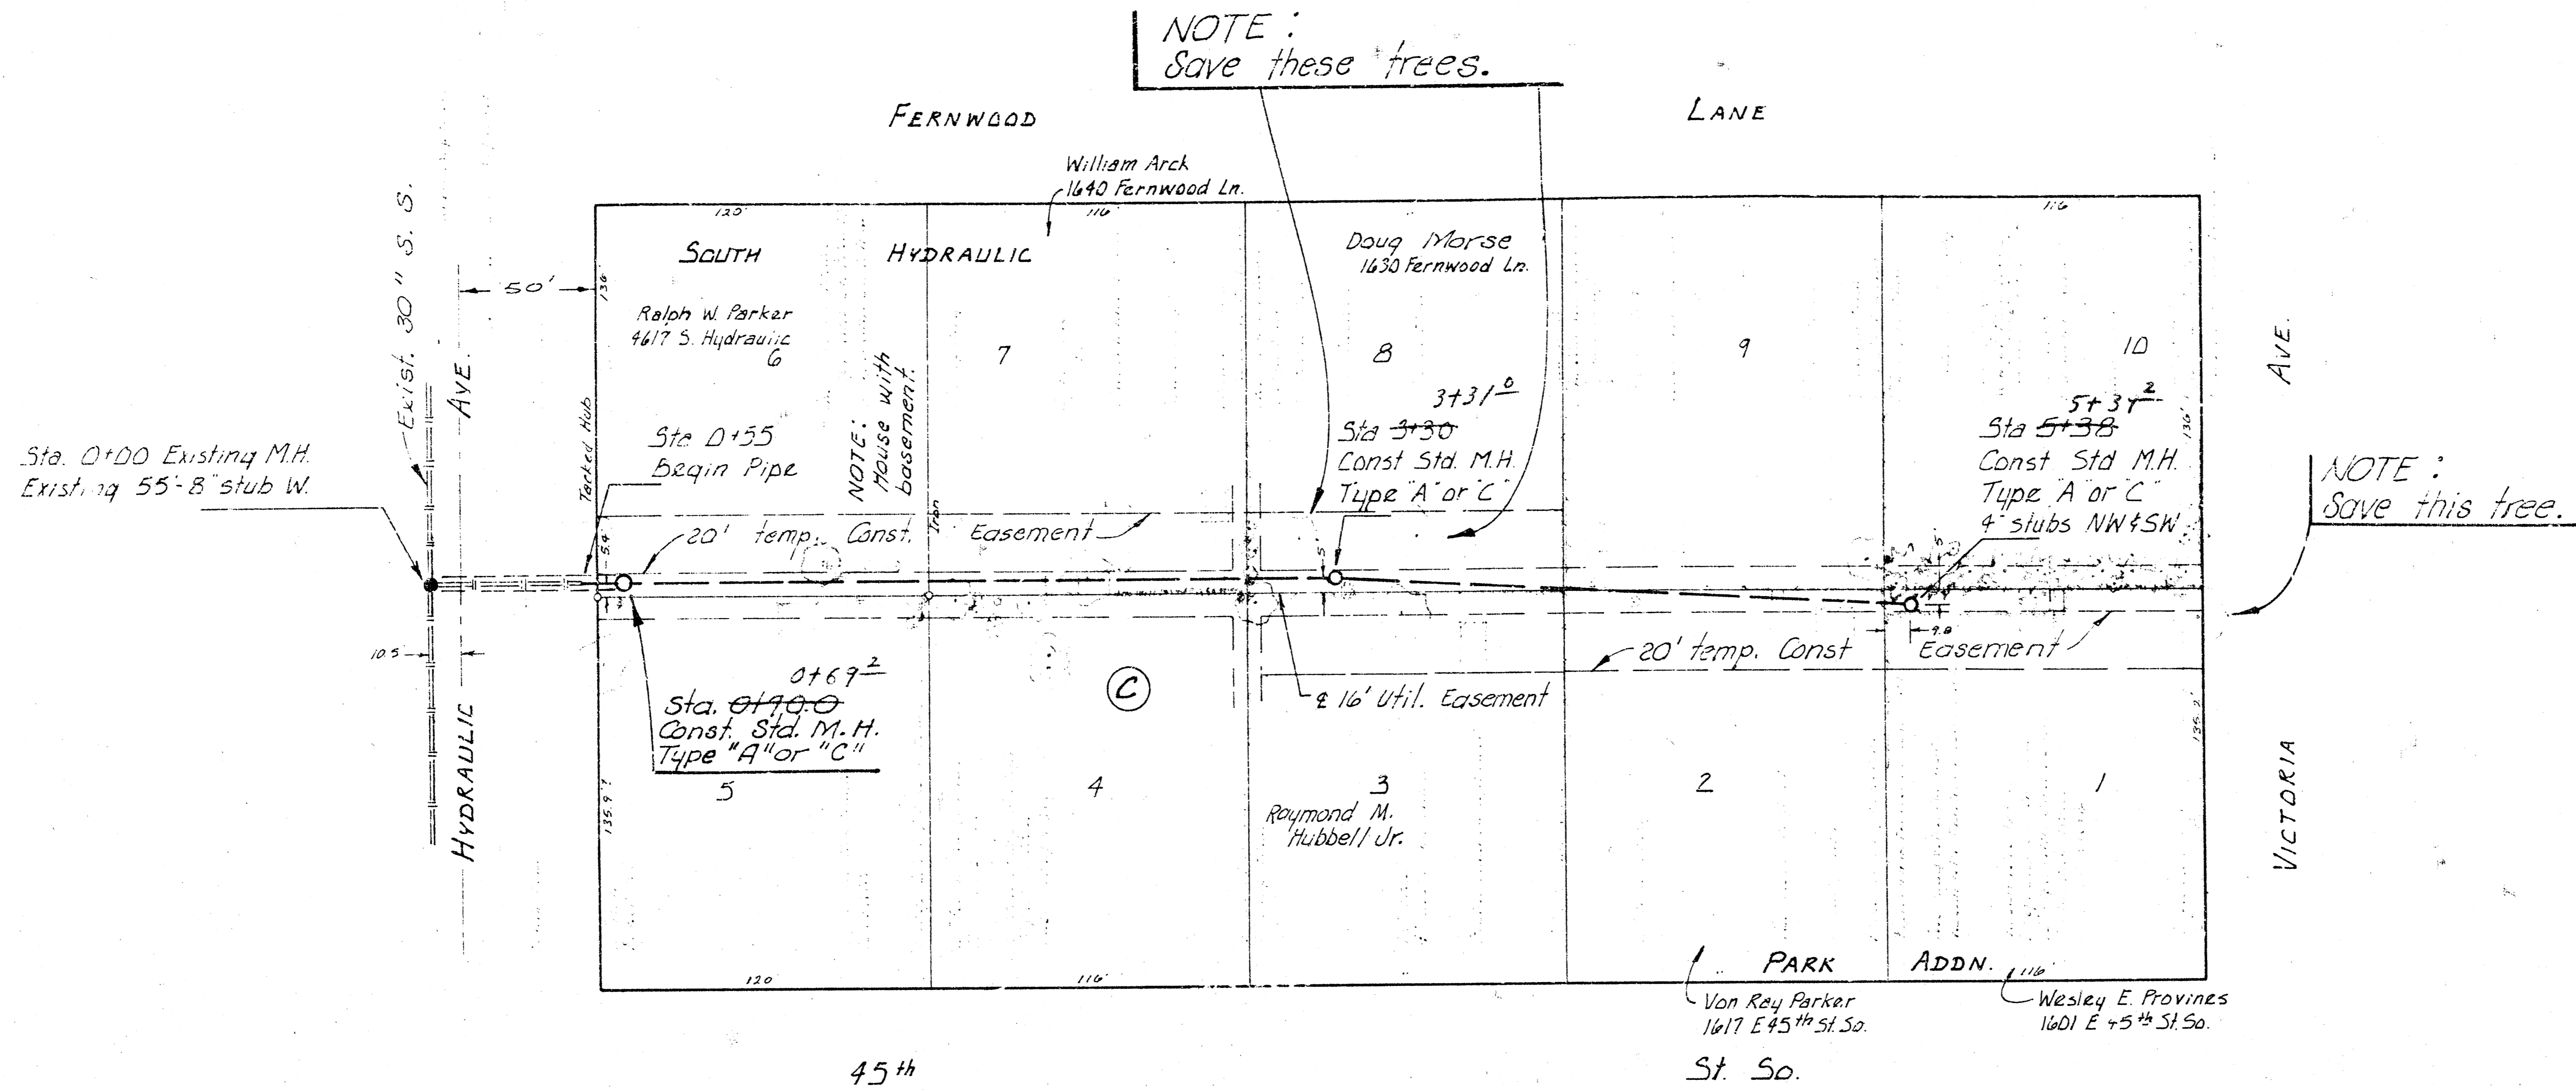 NOTE :
Save these trees.
FERNWOOD LANE
William Arck
1640 Fernwood Ln.
120'
116'
116
SOUTH HYDRAULIC
Doug Morse
1630 Fernwood Ln.
50'
136'
Exist. 30" S. S.
Ralph W. Parker
4617 S. Hydraulic
6
7
8
9
10
AVE.
AVE.
NOTE:
House with
basement.
Tacked Hub
Iron
Sta 0+55
Begin Pipe
3+31 0
Sta 3+30
Const Std. M.H.
Type "A" or "C"
Sta 5+38
Const Std M.H.
Type "A" or "C"
4" stubs NW & SW
136'
Sta. 0+00 Existing M.H.
Existing 55'-8" stub W.
NOTE :
Save this tree.
20' temp. Const. Easement
5.4'
5'
9.8
20' temp. Const Easement
10.5
0+69 2
Sta. 0+90.0
Const. Std. M.H.
Type "A" or "C"
C
℄ 16' Util. Easement
HYDRAULIC
VICTORIA
135.9'
135.2'
5
4
3
2
1
Raymond M.
Hubbell Jr.
PARK ADDN.
120
116'
116'
Von Rey Parker
1617 E 45th St. So.
Wesley E. Provines
1601 E 45th St. So.
45th St. So.